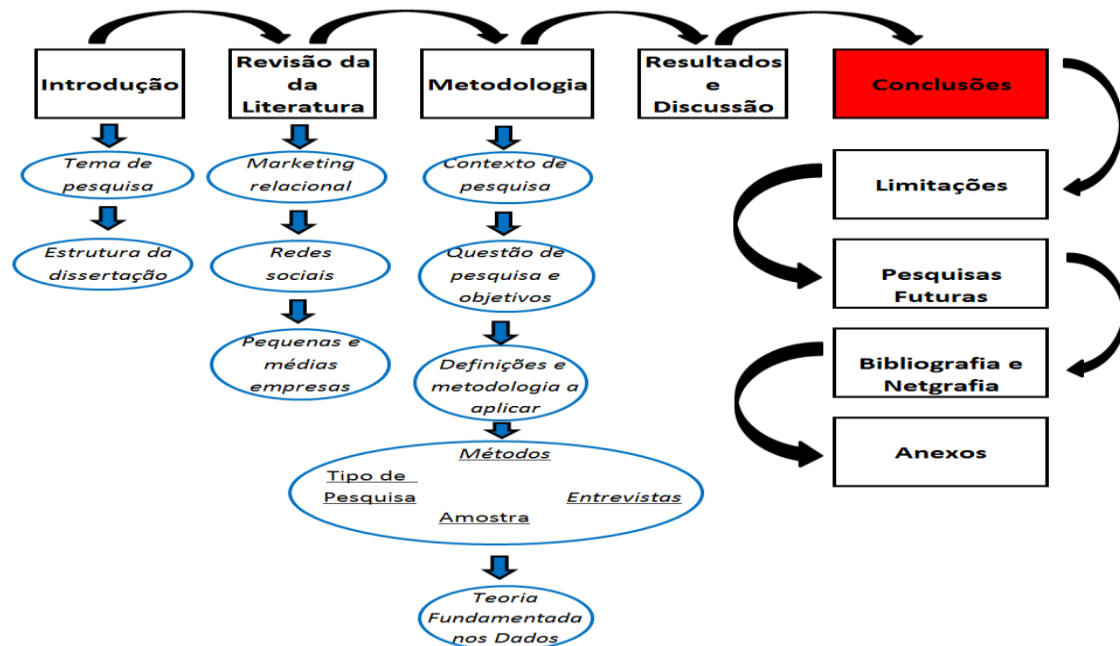 Introdução
Revisão da
da
Literatura
Metodologia
Resultados
e
Discussão
Conclusões
Tema de
pesquisa
Estrutura da
dissertação
Marketing
relacional
Redes
sociais
Pequenas e
médias
empresas
Contexto de
pesquisa
Questão de
pesquisa e
objetivos
Definições e
metodologia a
aplicar
Métodos
Tipo de
Pesquisa
Entrevistas
Amostra
Teoria
Fundamentada
nos Dados
Limitações
Pesquisas
Futuras
Bibliografia e
Netgrafia
Anexos